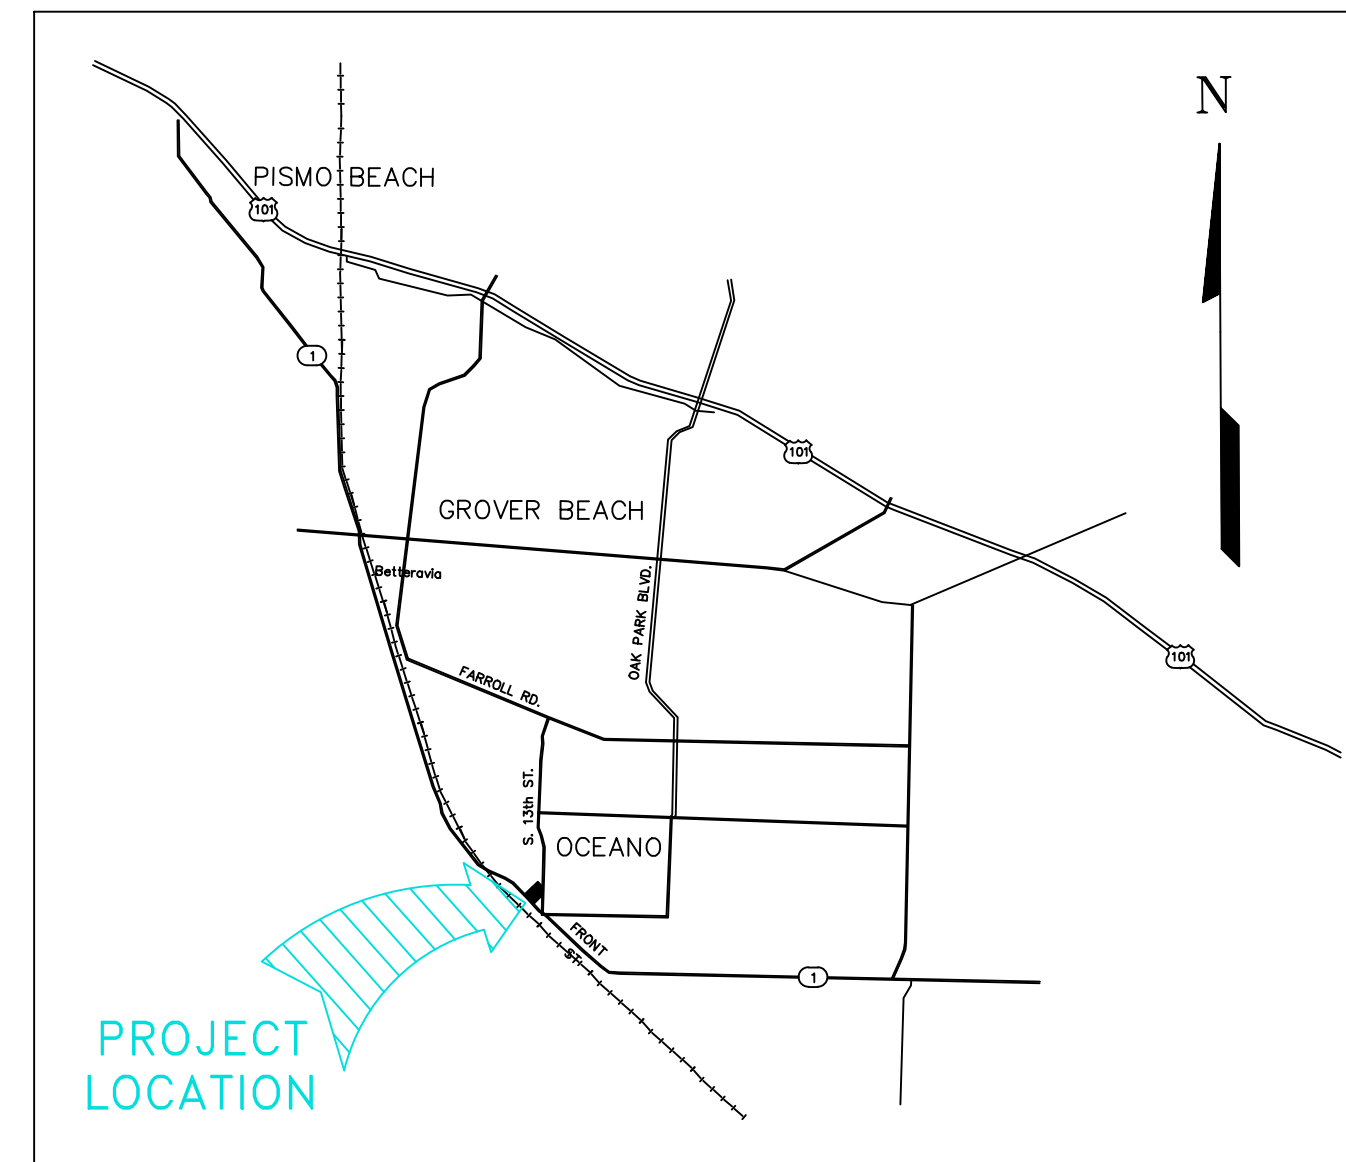 N
PISMO BEACH
101
1
101
GROVER BEACH
Betteravia
OAK PARK BLVD.
101
FARROLL RD.
S. 13th ST.
OCEANO
FRONT
ST.
1
PROJECT
LOCATION